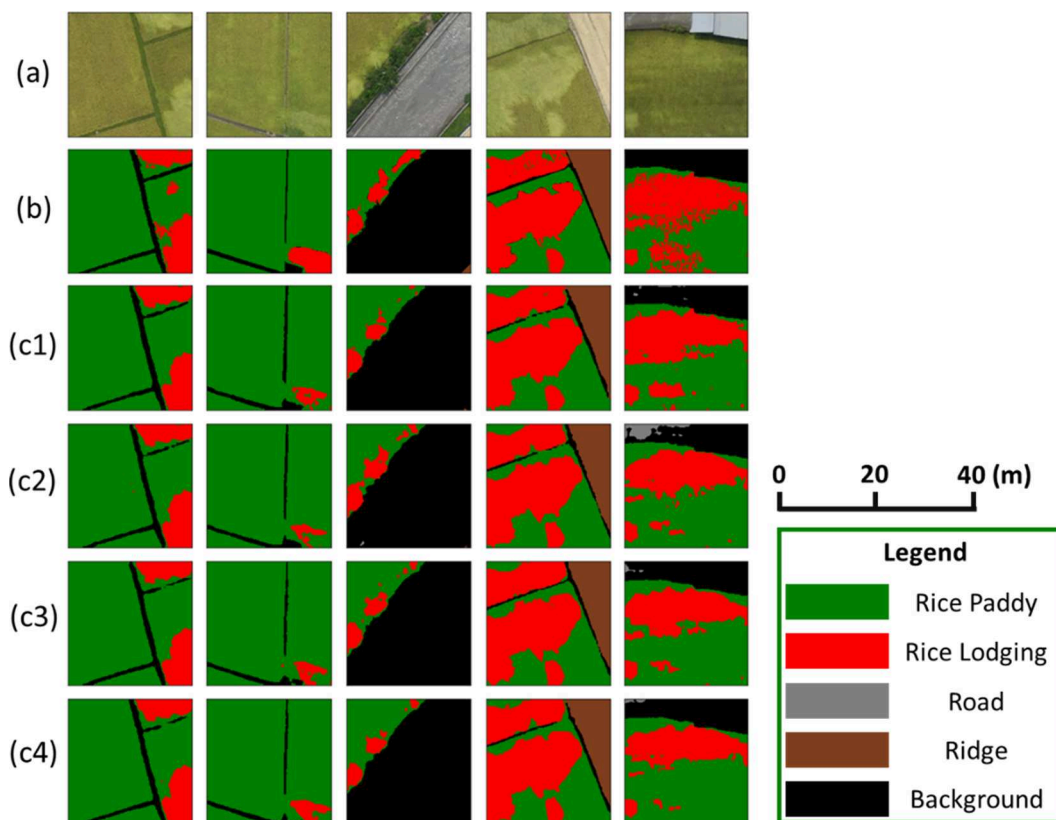 (a)
(b)
(c1)
(c2)
(c3)
(c4)
0 20 40 (m)
Legend
Rice Paddy
Rice Lodging
Road
Ridge
Background